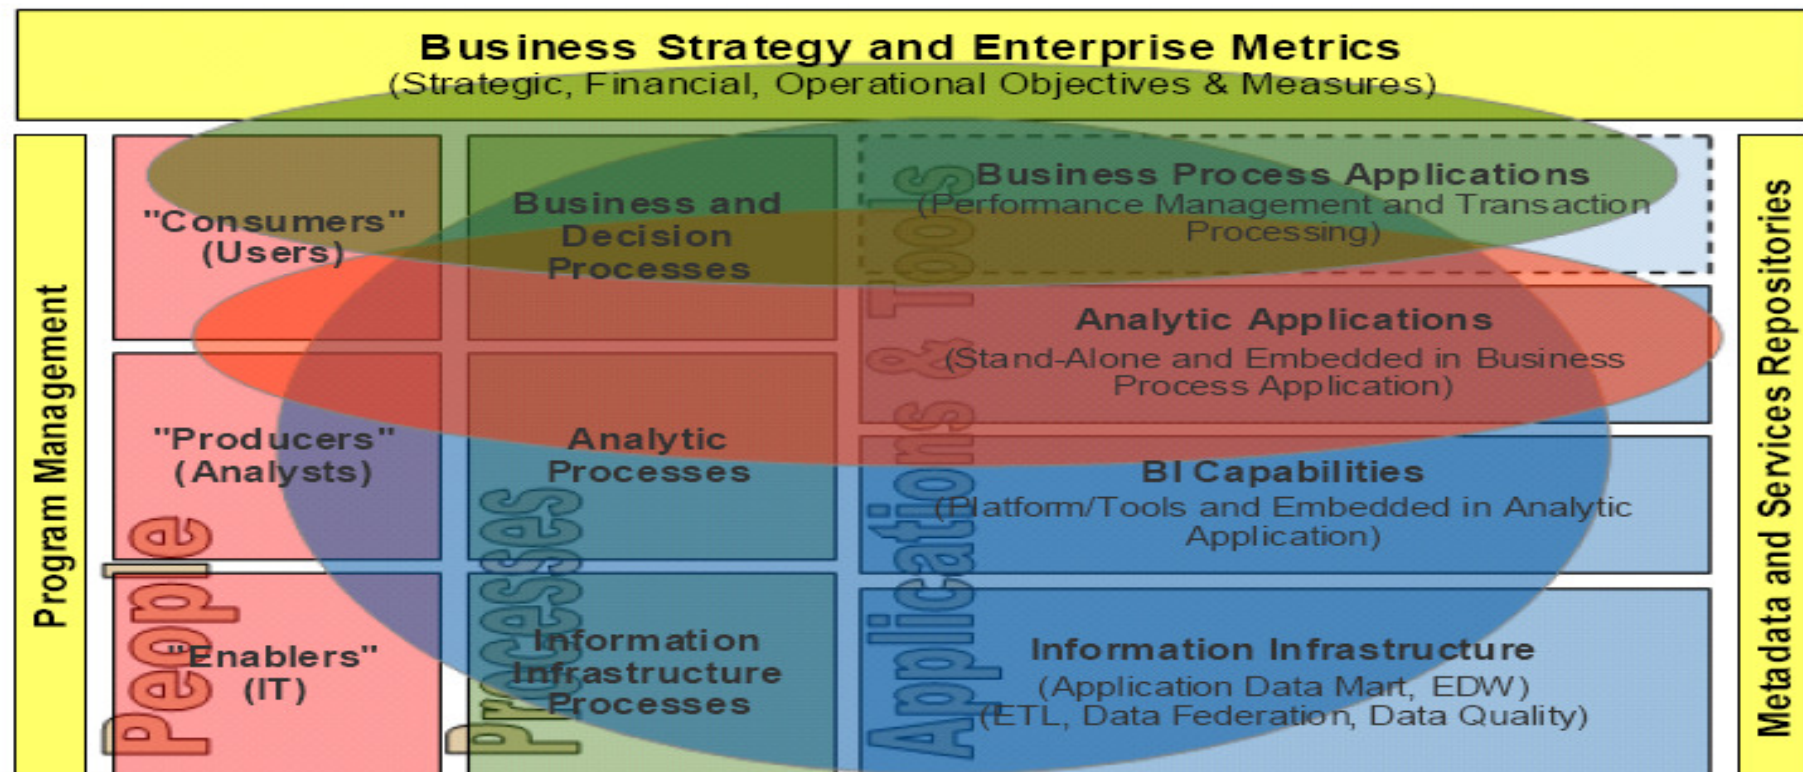 Business Strategy and Enterprise Metrics
(Strategic, Financial, Operational Objectives & Measures)
Program Management
People
"Consumers"
(Users)
"Producers"
(Analysts)
"Enablers"
(IT)
Processes
Business and
Decision
Processes
Analytic
Processes
Information
Infrastructure
Processes
Applications & Tools
Business Process Applications
(Performance Management and Transaction
Processing)
Analytic Applications
(Stand-Alone and Embedded in Business
Process Application)
BI Capabilities
(Platform/Tools and Embedded in Analytic
Application)
Information Infrastructure
(Application Data Mart, EDW)
(ETL, Data Federation, Data Quality)
Metadata and Services Repositories